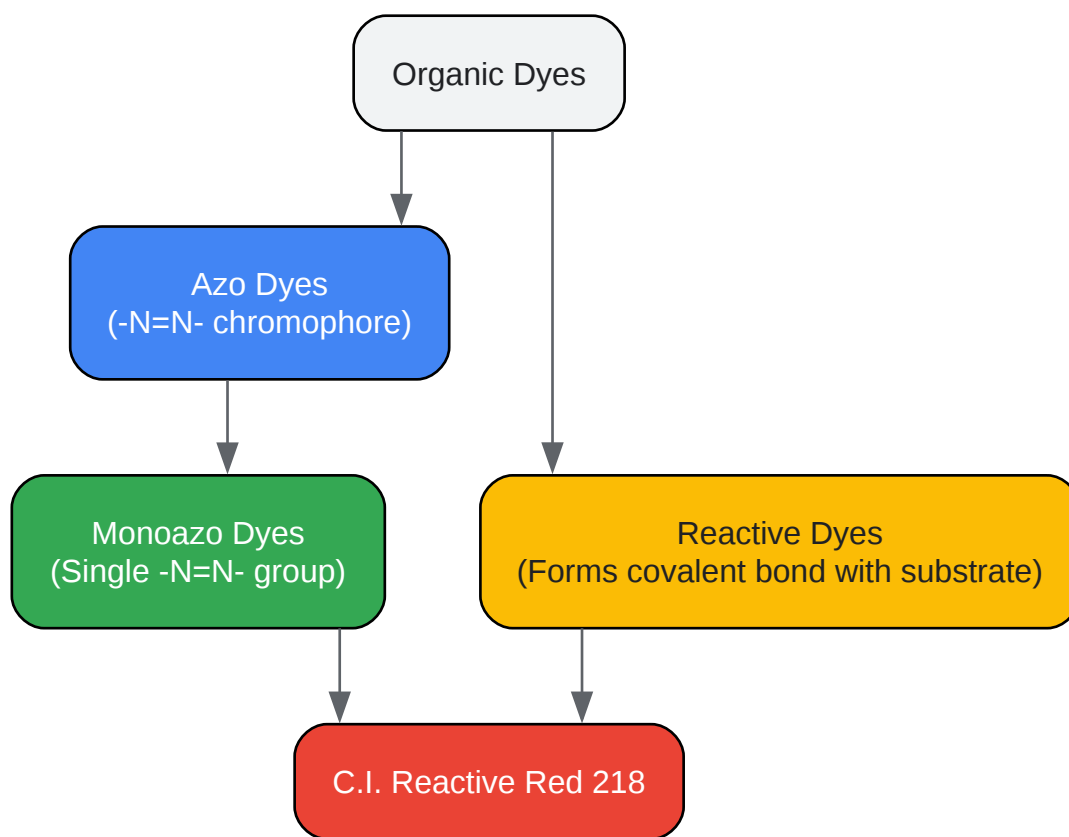 Organic Dyes
Azo Dyes
(-N=N- chromophore)
Monoazo Dyes
(Single -N=N- group)
Reactive Dyes
(Forms covalent bond with substrate)
C.I. Reactive Red 218